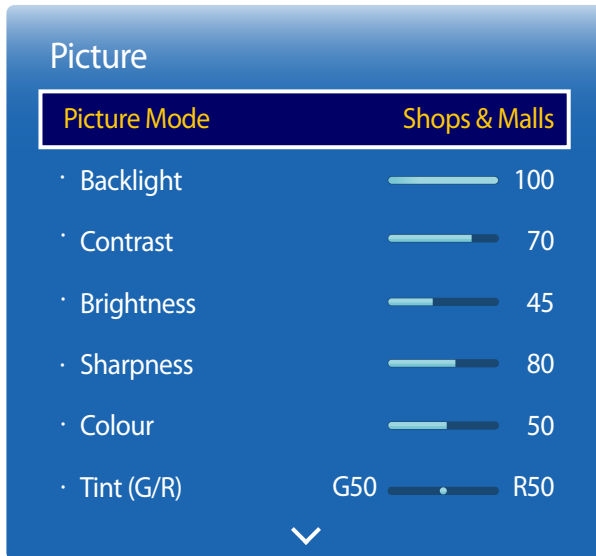 Picture
Picture Mode Shops & Malls
· Backlight 100
· Contrast 70
· Brightness 45
· Sharpness 80
· Colour 50
· Tint (G/R) G50 R50